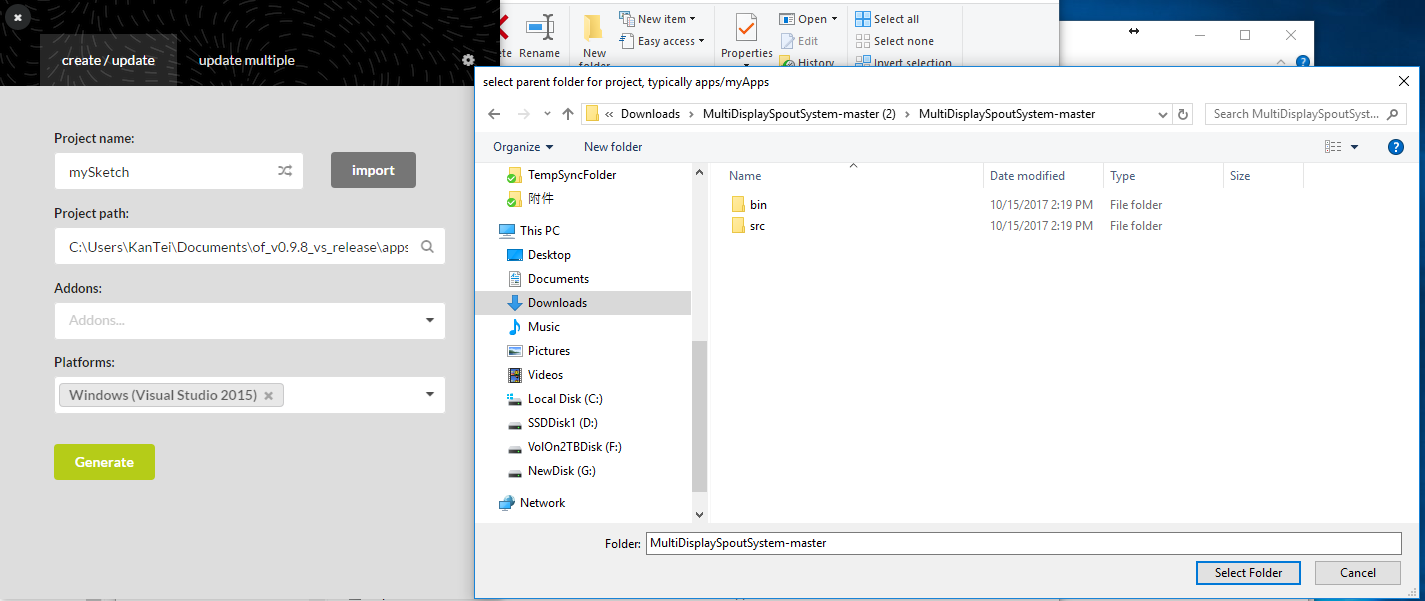 create / update
update multiple
Project name:
mySketch
import
Project path:
C:\Users\KanTei\Documents\of_v0.9.8_vs_release\apps
Addons:
Addons...
Platforms:
Windows (Visual Studio 2015)
Generate
Rename
New
New item
Easy access
Properties
Open
Edit
History
Select all
Select none
Invert selection
select parent folder for project, typically apps/myApps
« Downloads › MultiDisplaySpoutSystem-master (2) › MultiDisplaySpoutSystem-master
Search MultiDisplaySpoutSyst...
Organize
New folder
TempSyncFolder
附件
This PC
Desktop
Documents
Downloads
Music
Pictures
Videos
Local Disk (C:)
SSDDisk1 (D:)
VolOn2TBDisk (F:)
NewDisk (G:)
Network
Name Date modified Type Size
bin 10/15/2017 2:19 PM File folder
src 10/15/2017 2:19 PM File folder
Folder: MultiDisplaySpoutSystem-master
Select Folder
Cancel